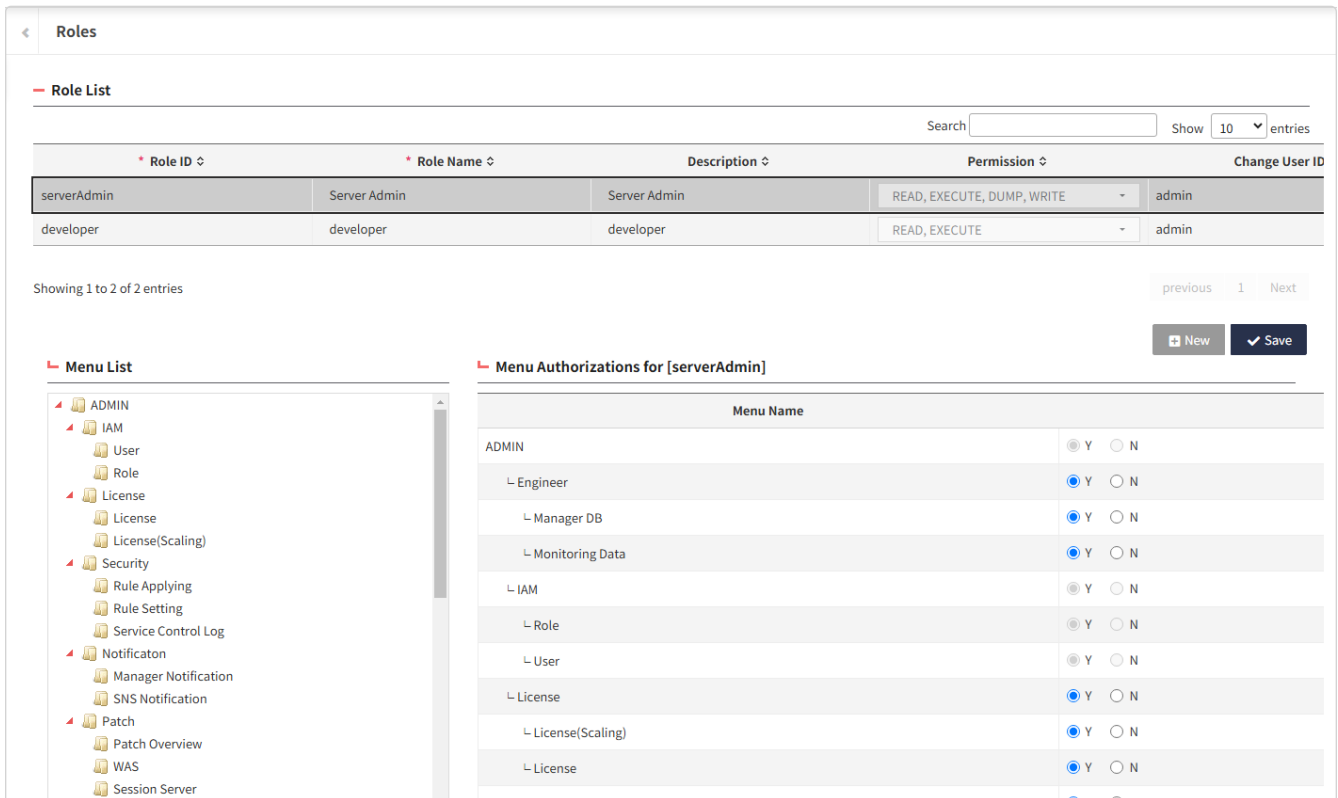 Roles
Role List
Search Show 10 entries
* Role ID * Role Name Description Permission Change User ID
serverAdmin Server Admin Server Admin READ, EXECUTE, DUMP, WRITE admin
developer developer developer READ, EXECUTE admin
Showing 1 to 2 of 2 entries previous 1 Next
New Save
Menu List
ADMIN
IAM
User
Role
License
License
License(Scaling)
Security
Rule Applying
Rule Setting
Service Control Log
Notificaton
Manager Notification
SNS Notification
Patch
Patch Overview
WAS
Session Server
Menu Authorizations for [serverAdmin]
Menu Name
ADMIN Y N
Engineer Y N
Manager DB Y N
Monitoring Data Y N
IAM Y N
Role Y N
User Y N
License Y N
License(Scaling) Y N
License Y N